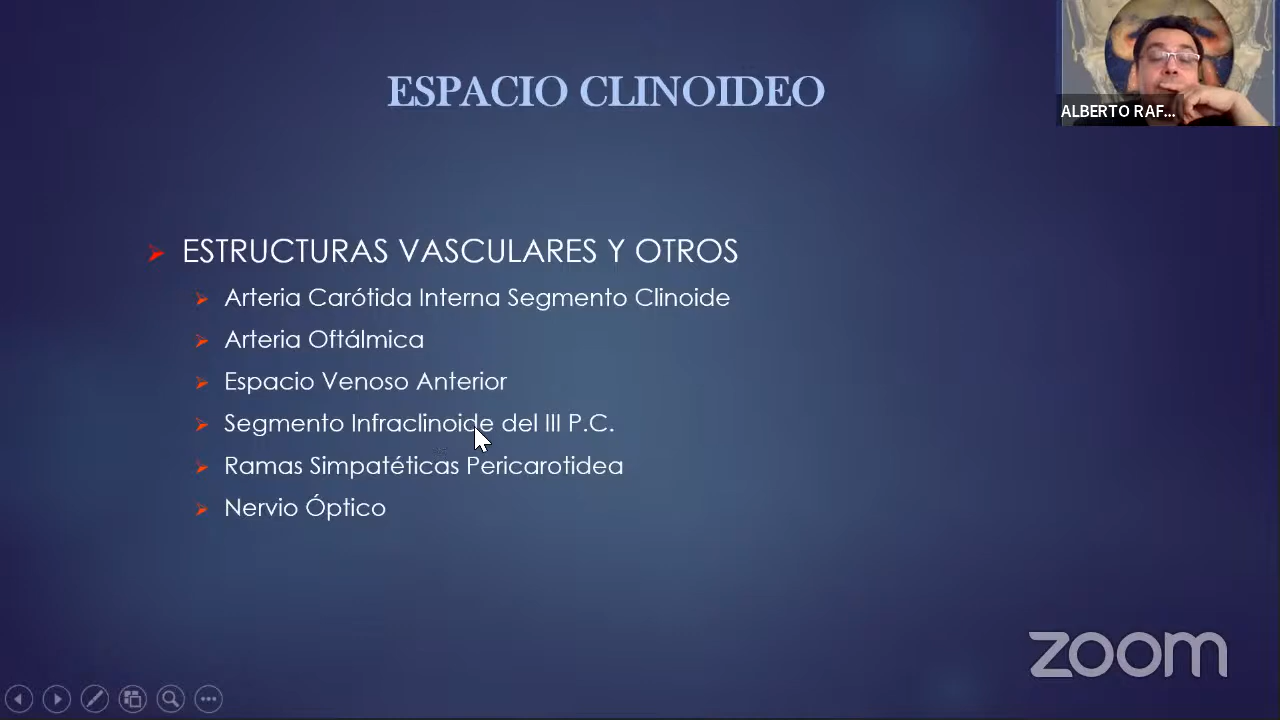 ESPACIO CLINOIDEO
ALBERTO RAF...
ESTRUCTURAS VASCULARES Y OTROS
Arteria Carótida Interna Segmento Clinoide
Arteria Oftálmica
Espacio Venoso Anterior
Segmento Infraclinoide del III P.C.
Ramas Simpatéticas Pericarotidea
Nervio Óptico
zoom